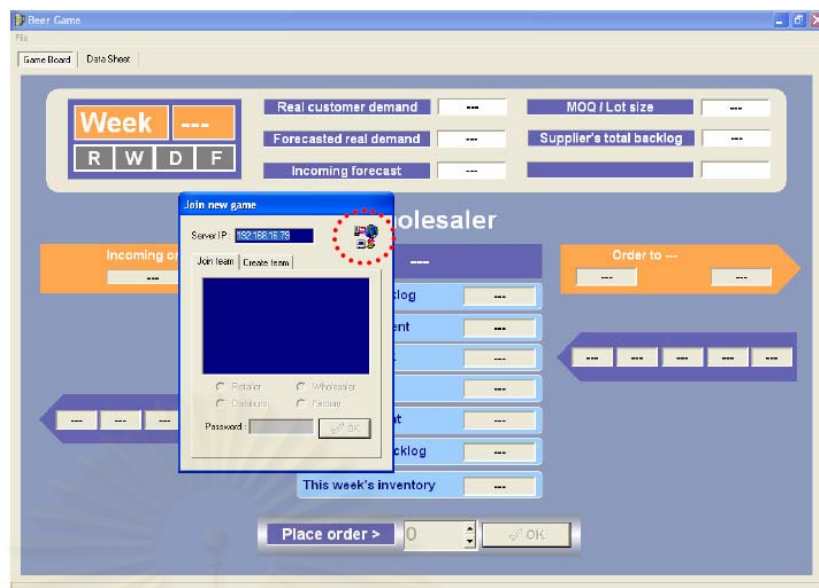 Beer Game
File
Game Board Data Sheet
Week ---
R W D F
Real customer demand ---
Forecasted real demand ---
Incoming forecast ---
MOQ / Lot size ---
Supplier's total backlog ---
olesaler
Join new game
Server IP : 192.168.16.79
Join team Create team
Retailer Wholesaler
Distributor Factory
Password :
OK
Incoming or
---
---
Order to ---
--- ---
log ---
ent ---
---
---
t ---
cklog ---
This week's inventory ---
--- --- --- --- ---
--- --- ---
Place order > 0 OK